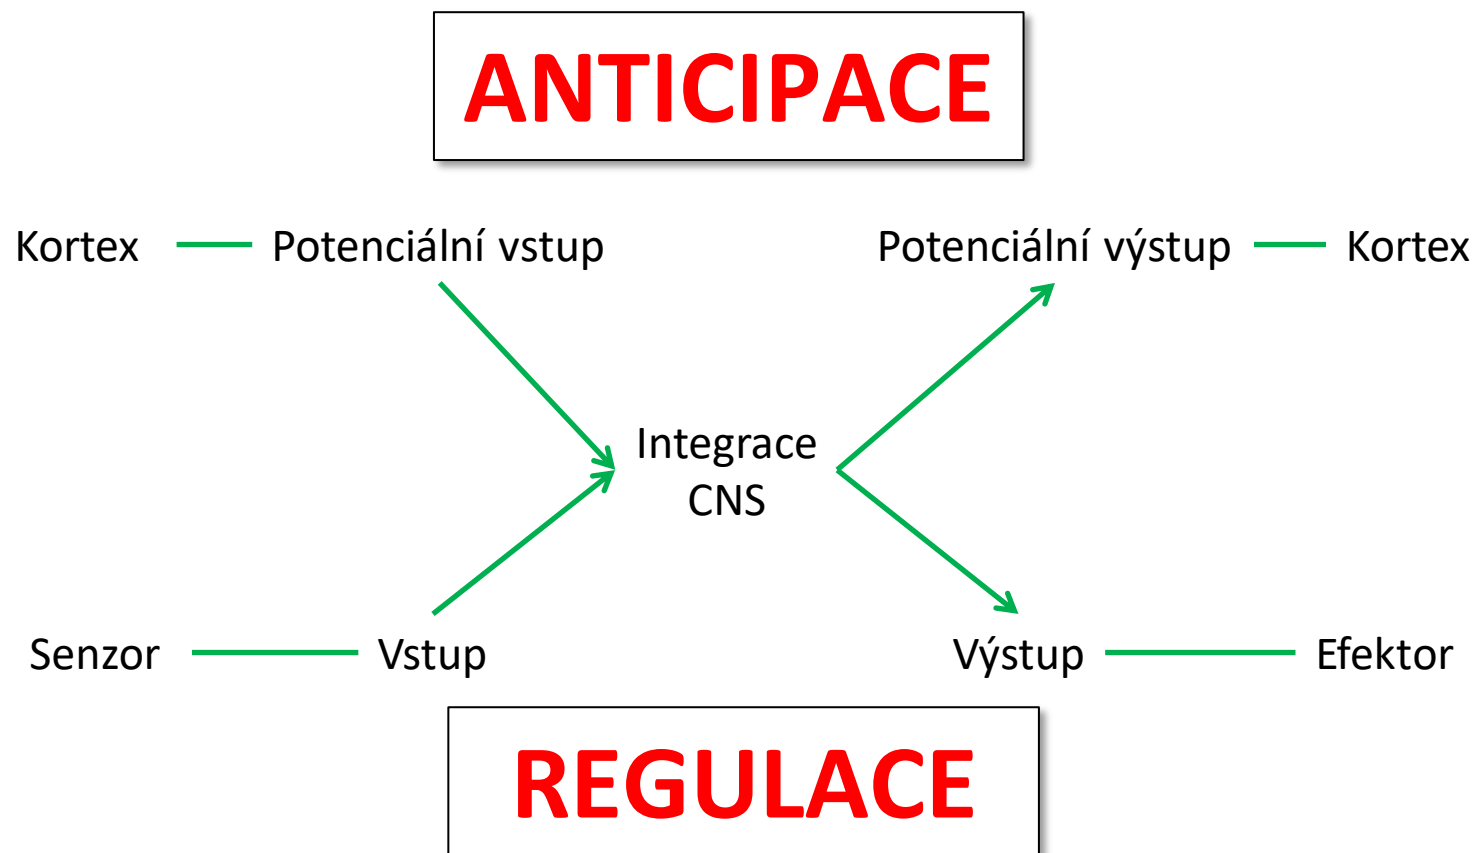 ANTICIPACE
Kortex Potenciální vstup Potenciální výstup Kortex
Integrace
CNS
Senzor Vstup Výstup Efektor
REGULACE